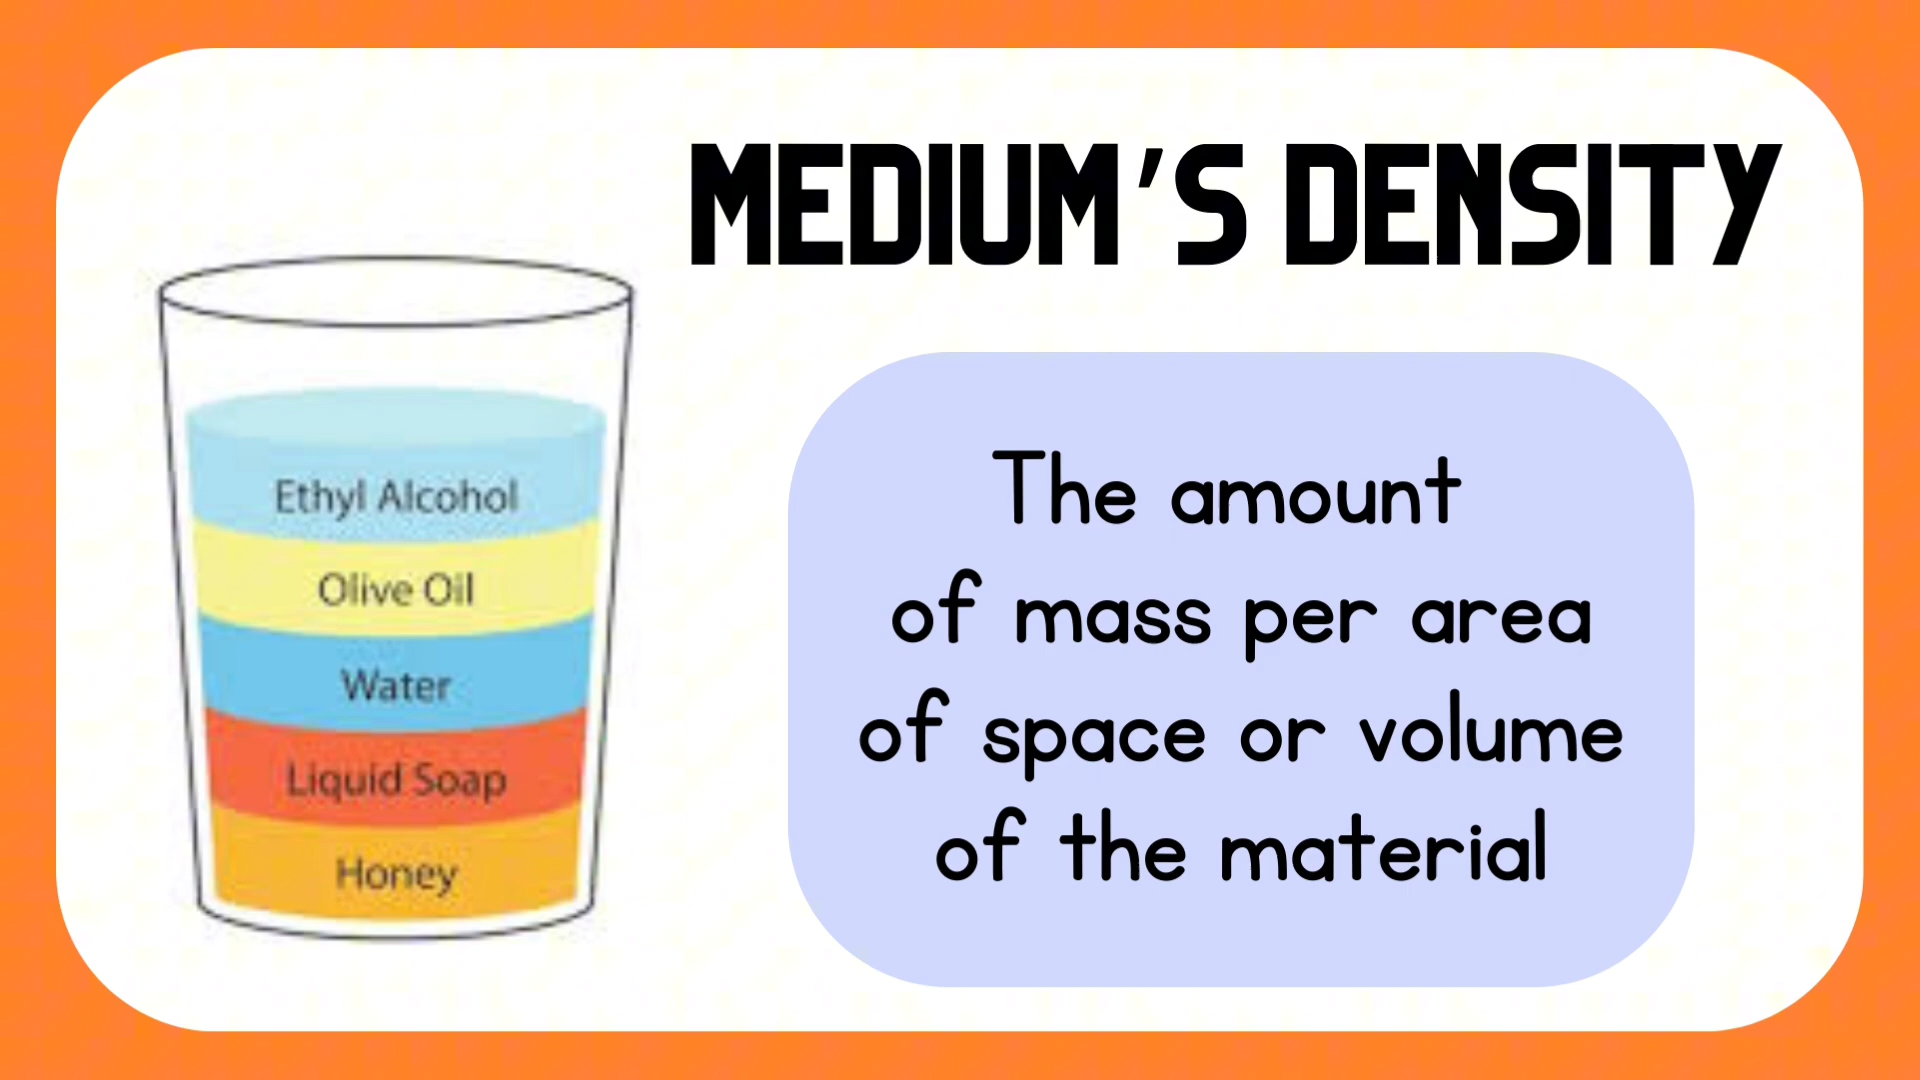 MEDIUM'S DENSITY
Ethyl Alcohol
Olive Oil
Water
Liquid Soap
Honey
The amount
of mass per area
of space or volume
of the material